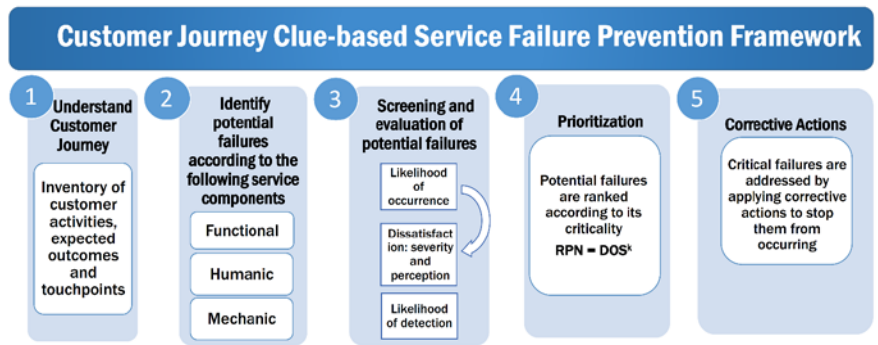 Customer Journey Clue-based Service Failure Prevention Framework
1
Understand
Customer
Journey
Inventory of
customer
activities,
expected
outcomes
and
touchpoints
2
Identify
potential
failures
according to the
following service
components
Functional
Humanic
Mechanic
3
Screening and
evaluation of
potential failures
Likelihood
of
occurrence
Dissatisfact
ion: severity
and
perception
Likelihood
of detection
4
Prioritization
Potential failures
are ranked
according to its
criticality
RPN = DOSᵏ
5
Corrective Actions
Critical failures are
addressed by
applying corrective
actions to stop
them from
occurring